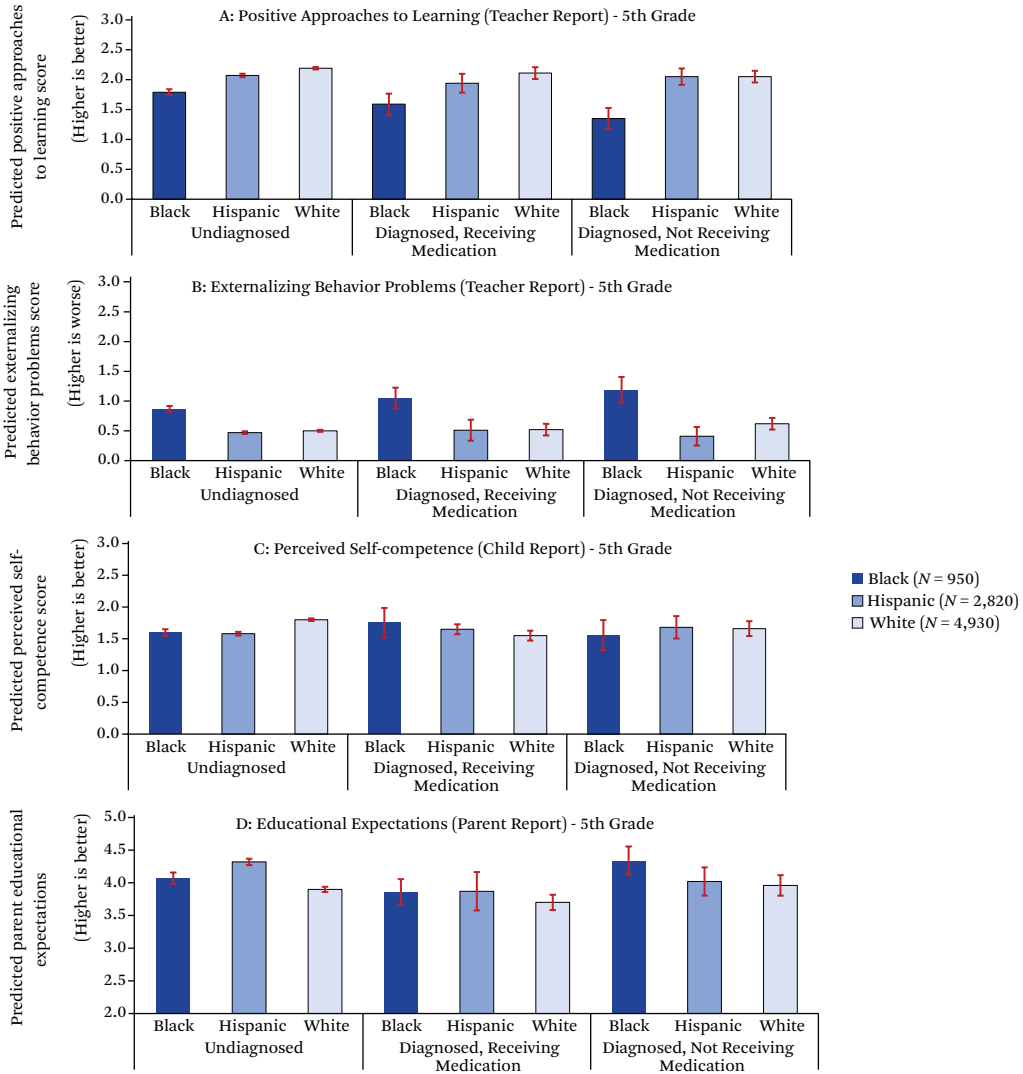 A: Positive Approaches to Learning (Teacher Report) - 5th Grade
Predicted positive approaches
to learning score
(Higher is better)
3.0
2.5
2.0
1.5
1.0
0.5
0.0
Black Hispanic White Black Hispanic White Black Hispanic White
Undiagnosed Diagnosed, Receiving Diagnosed, Not Receiving
Medication Medication
B: Externalizing Behavior Problems (Teacher Report) - 5th Grade
Predicted externalizing
behavior problems score
(Higher is worse)
3.0
2.5
2.0
1.5
1.0
0.5
0.0
Black Hispanic White Black Hispanic White Black Hispanic White
Undiagnosed Diagnosed, Receiving Diagnosed, Not Receiving
Medication Medication
C: Perceived Self-competence (Child Report) - 5th Grade
Predicted perceived self-
competence score
(Higher is better)
3.0
2.5
2.0
1.5
1.0
0.5
0.0
Black Hispanic White Black Hispanic White Black Hispanic White
Undiagnosed Diagnosed, Receiving Diagnosed, Not Receiving
Medication Medication
Black (N = 950)
Hispanic (N = 2,820)
White (N = 4,930)
D: Educational Expectations (Parent Report) - 5th Grade
Predicted parent educational
expectations
(Higher is better)
5.0
4.5
4.0
3.5
3.0
2.5
2.0
Black Hispanic White Black Hispanic White Black Hispanic White
Undiagnosed Diagnosed, Receiving Diagnosed, Not Receiving
Medication Medication